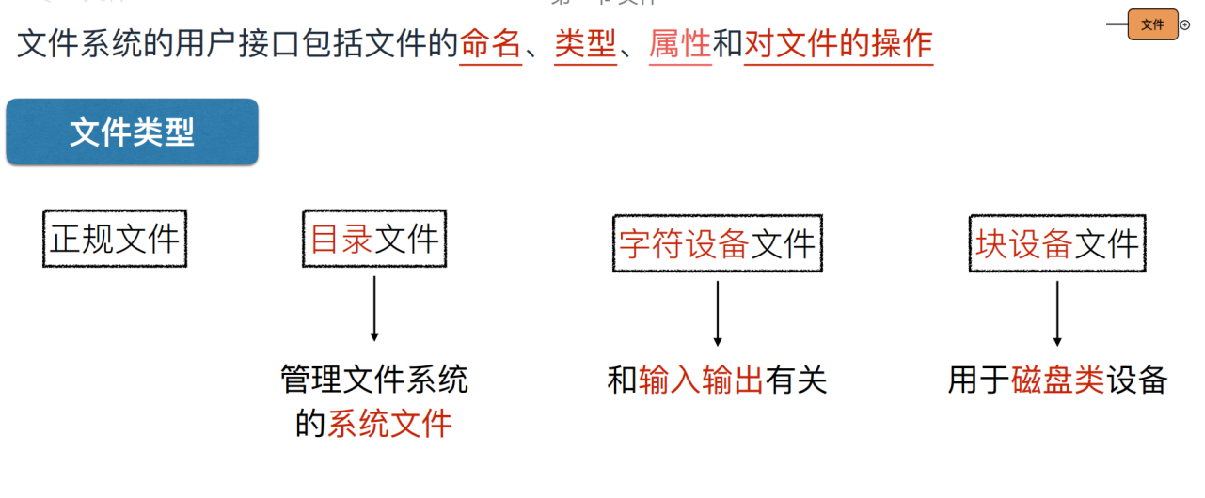 文件
文件系统的用户接口包括文件的命名、类型、属性和对文件的操作
文件类型
正规文件
目录文件
字符设备文件
块设备文件
管理文件系统
的系统文件
和输入输出有关
用于磁盘类设备